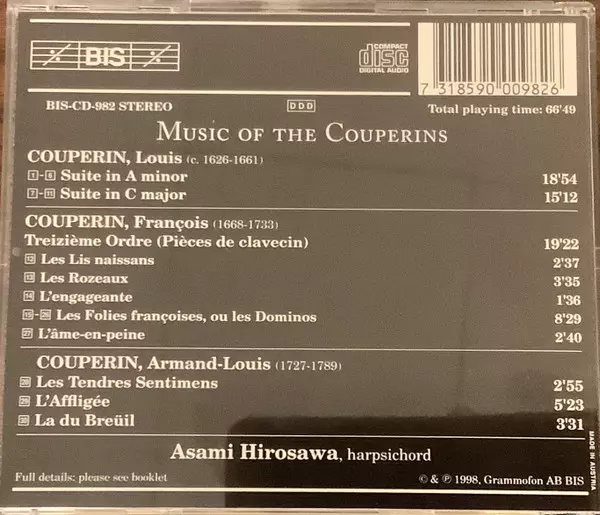 BIS
COMPACT
disc
DIGITAL AUDIO
7 318590 009826
BIS-CD-982 STEREO
DDD
Total playing time: 66'49
MUSIC OF THE COUPERINS
COUPERIN, Louis (c. 1626-1661)
1-6 Suite in A minor 18'54
7-11 Suite in C major 15'12
COUPERIN, François (1668-1733)
Treizième Ordre (Pièces de clavecin) 19'22
12 Les Lis naissans 2'37
13 Les Rozeaux 3'35
14 L'engageante 1'36
15-26 Les Folies françoises, ou les Dominos 8'29
27 L'âme-en-peine 2'40
COUPERIN, Armand-Louis (1727-1789)
28 Les Tendres Sentimens 2'55
29 L'Affligée 5'23
30 La du Breüil 3'31
Asami Hirosawa, harpsichord
Full details: please see booklet
© & ℗ 1998, Grammofon AB BIS
MADE IN AUSTRIA